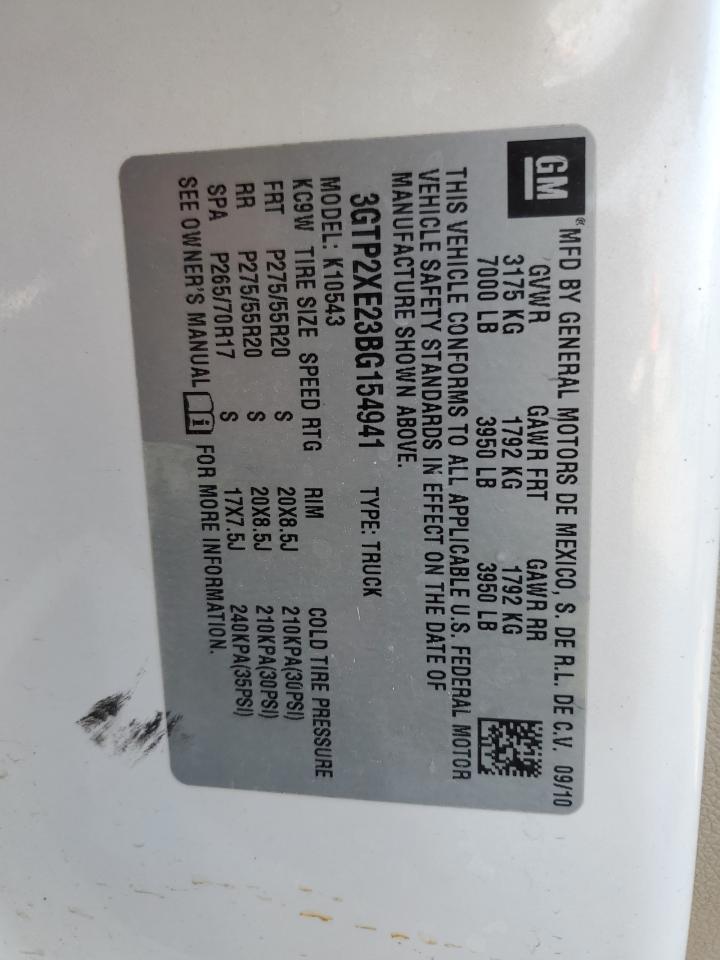 GM
® MFD BY GENERAL MOTORS DE MEXICO, S. DE R.L. DE C.V. 09/10
GVWR GAWR FRT GAWR RR
3175 KG 1792 KG 1792 KG
7000 LB 3950 LB 3950 LB
THIS VEHICLE CONFORMS TO ALL APPLICABLE U.S. FEDERAL MOTOR
VEHICLE SAFETY STANDARDS IN EFFECT ON THE DATE OF
MANUFACTURE SHOWN ABOVE.
3GTP2XE23BG154941 TYPE: TRUCK
MODEL: K10543
KC9W TIRE SIZE SPEED RTG RIM COLD TIRE PRESSURE
FRT P275/55R20 S 20X8.5J 210KPA(30PSI)
RR P275/55R20 S 20X8.5J 210KPA(30PSI)
SPA P265/70R17 S 17X7.5J 240KPA(35PSI)
SEE OWNER'S MANUAL i FOR MORE INFORMATION.